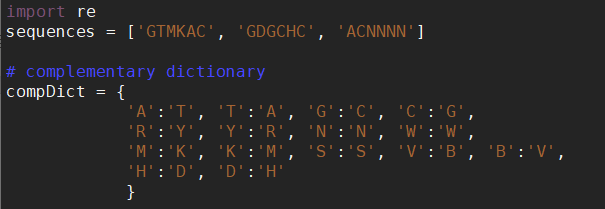 import re
sequences = ['GTMKAC', 'GDGCHC', 'ACNNNN']

# complementary dictionary
compDict = {
            'A':'T', 'T':'A', 'G':'C', 'C':'G',
            'R':'Y', 'Y':'R', 'N':'N', 'W':'W',
            'M':'K', 'K':'M', 'S':'S', 'V':'B', 'B':'V',
            'H':'D', 'D':'H'
            }